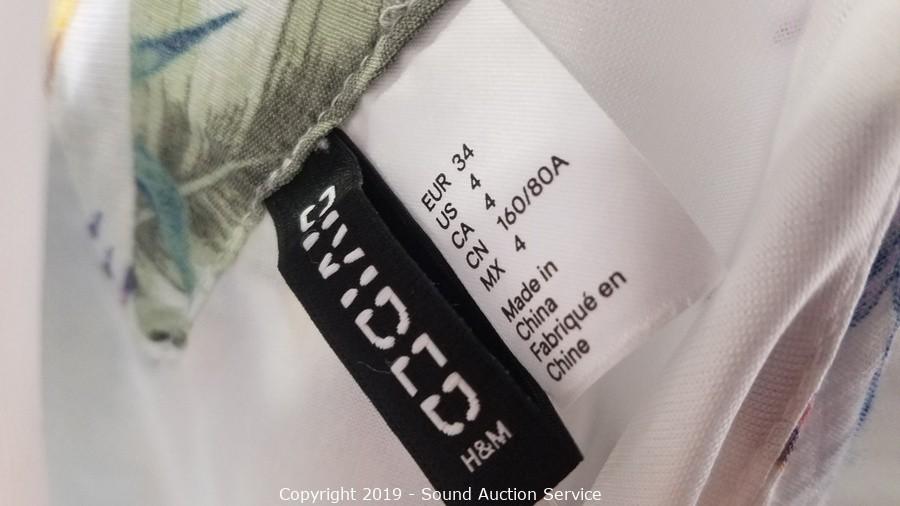 DIVIDED
H&M
EUR 34
US 4
CA 4
CN 160/80A
MX 4
Made in
China
Fabriqué en
Chine
Copyright 2019 - Sound Auction Service